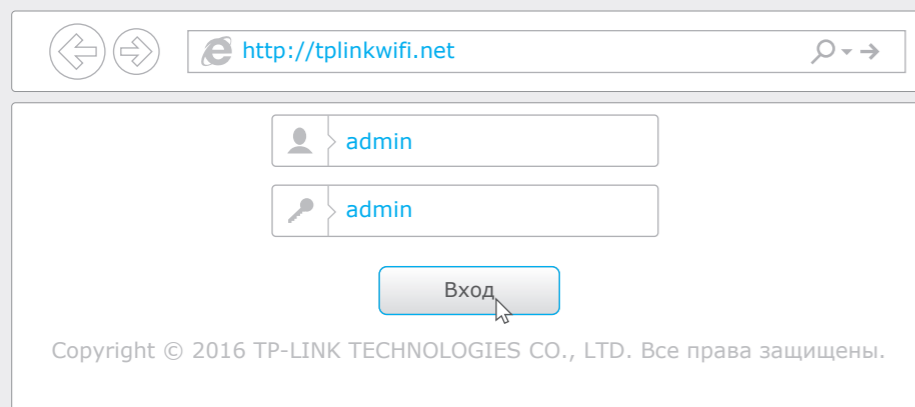 http://tplinkwifi.net
admin
admin
Вход
Copyright © 2016 TP-LINK TECHNOLOGIES CO., LTD. Все права защищены.